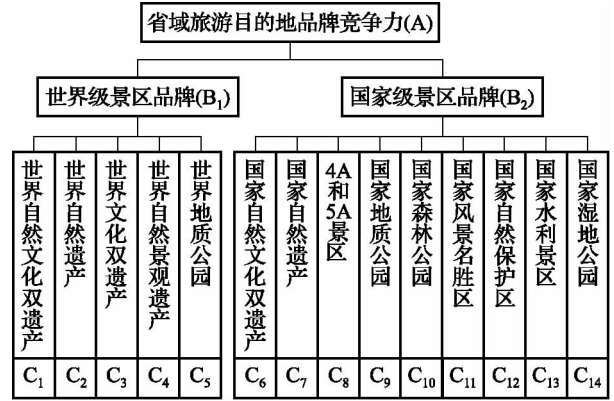 省域旅游目的地品牌竞争力(A)
世界级景区品牌(B₁)
国家级景区品牌(B₂)
世界自然文化双遗产
世界自然遗产
世界文化双遗产
世界自然景观遗产
世界地质公园
国家自然文化双遗产
国家自然遗产
4A和5A景区
国家地质公园
国家森林公园
国家风景名胜区
国家自然保护区
国家水利景区
国家湿地公园
C₁ C₂ C₃ C₄ C₅ C₆ C₇ C₈ C₉ C₁₀ C₁₁ C₁₂ C₁₃ C₁₄